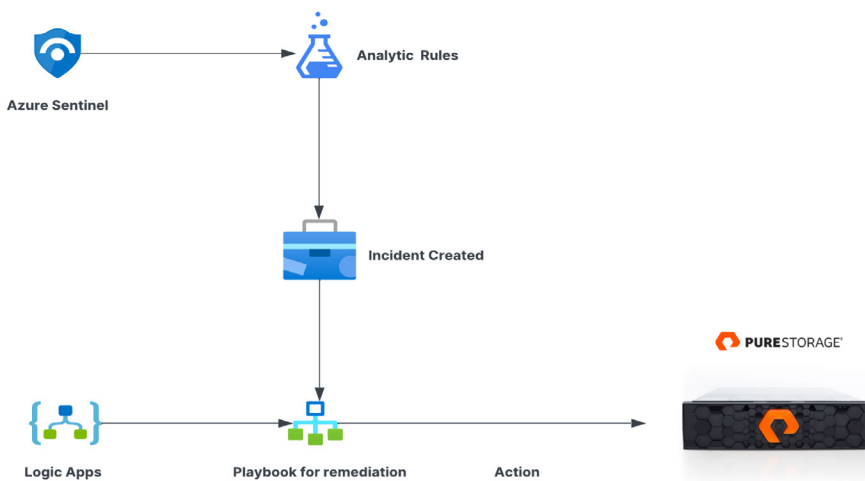 Analytic Rules
Azure Sentinel
Incident Created
PURESTORAGE®
Logic Apps
Playbook for remediation
Action